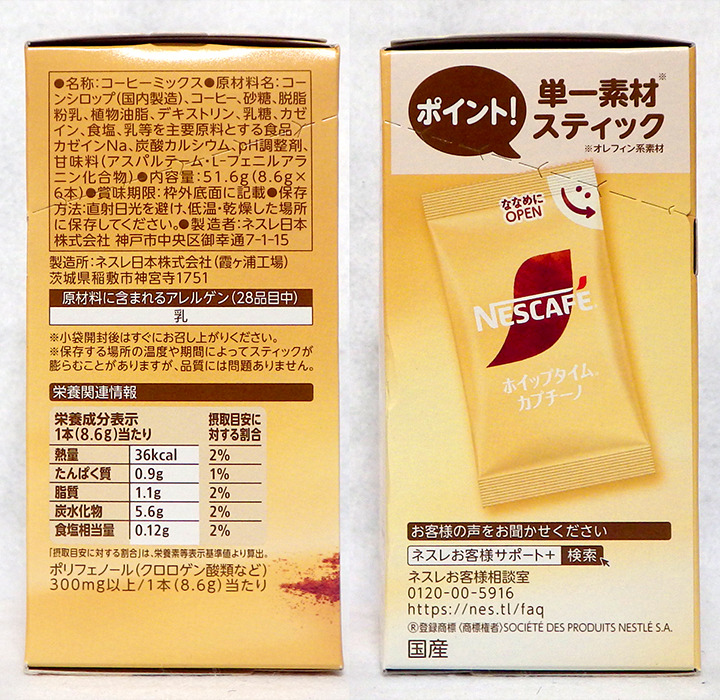 ●名称:コーヒーミックス●原材料名:コー
ンシロップ(国内製造)、コーヒー、砂糖、脱脂
粉乳、植物油脂、デキストリン、乳糖、カゼ
イン、食塩、乳等を主要原料とする食品/
カゼインNa、炭酸カルシウム、pH調整剤、
甘味料(アスパルテーム・L-フェニルアラ
ニン化合物)●内容量:51.6g(8.6g×
6本)●賞味期限:枠外底面に記載●保存
方法:直射日光を避け、低温・乾燥した場所
に保存してください。●製造者:ネスレ日本
株式会社 神戸市中央区御幸通7-1-15
製造所:ネスレ日本株式会社(霞ヶ浦工場)
茨城県稲敷市神宮寺1751
原材料に含まれるアレルゲン(28品目中)
乳
※小袋開封後はすぐにお召し上がりください。
※保存する場所の温度や期間によってスティックが
膨らむことがありますが、品質には問題ありません。
栄養関連情報
栄養成分表示 摂取目安に
1本(8.6g)当たり 対する割合
熱量 36kcal 2%
たんぱく質 0.9g 1%
脂質 1.1g 2%
炭水化物 5.6g 2%
食塩相当量 0.12g 2%
「摂取目安に対する割合」は、栄養素等表示基準値より算出。
ポリフェノール(クロロゲン酸類など)
300mg以上/1本(8.6g)当たり
ポイント!
単一素材※
スティック
※オレフィン系素材
ななめに
OPEN
NESCAFÉ®
ホイップタイム®
カプチーノ
お客様の声をお聞かせください
ネスレお客様サポート+ 検索
ネスレお客様相談室
0120-00-5916
https://nes.tl/faq
®登録商標〈商標権者〉SOCIÉTÉ DES PRODUITS NESTLÉ S.A.
国産